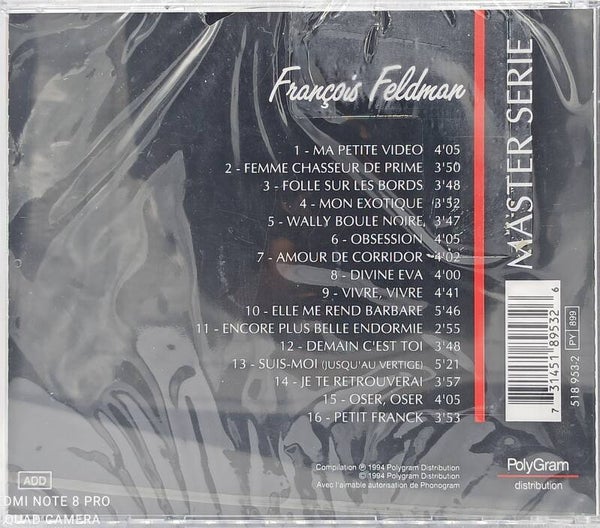 François Feldman
1 - MA PETITE VIDEO 4'05
2 - FEMME CHASSEUR DE PRIME 3'50
3 - FOLLE SUR LES BORDS 3'48
4 - MON EXOTIQUE 3'52
5 - WALLY BOULE NOIRE, 3'47
6 - OBSESSION 4'05
7 - AMOUR DE CORRIDOR 4'02
8 - DIVINE EVA 4'00
9 - VIVRE, VIVRE 4'41
10 - ELLE ME REND BARBARE 5'46
11 - ENCORE PLUS BELLE ENDORMIE 2'55
12 - DEMAIN C'EST TOI 3'48
13 - SUIS-MOI (JUSQU'AU VERTIGE) 5'21
14 - JE TE RETROUVERAI 3'57
15 - OSER, OSER 4'05
16 - PETIT FRANCK 3'53
MASTER SERIE
7 31451 89532 6
518 953-2 PY 899
Compilation ℗ 1994 Polygram Distribution
© 1994 Polygram Distribution
Avec l'aimable autorisation de Phonogram
PolyGram
distribution
ADD
DMI NOTE 8 PRO
QUAD CAMERA